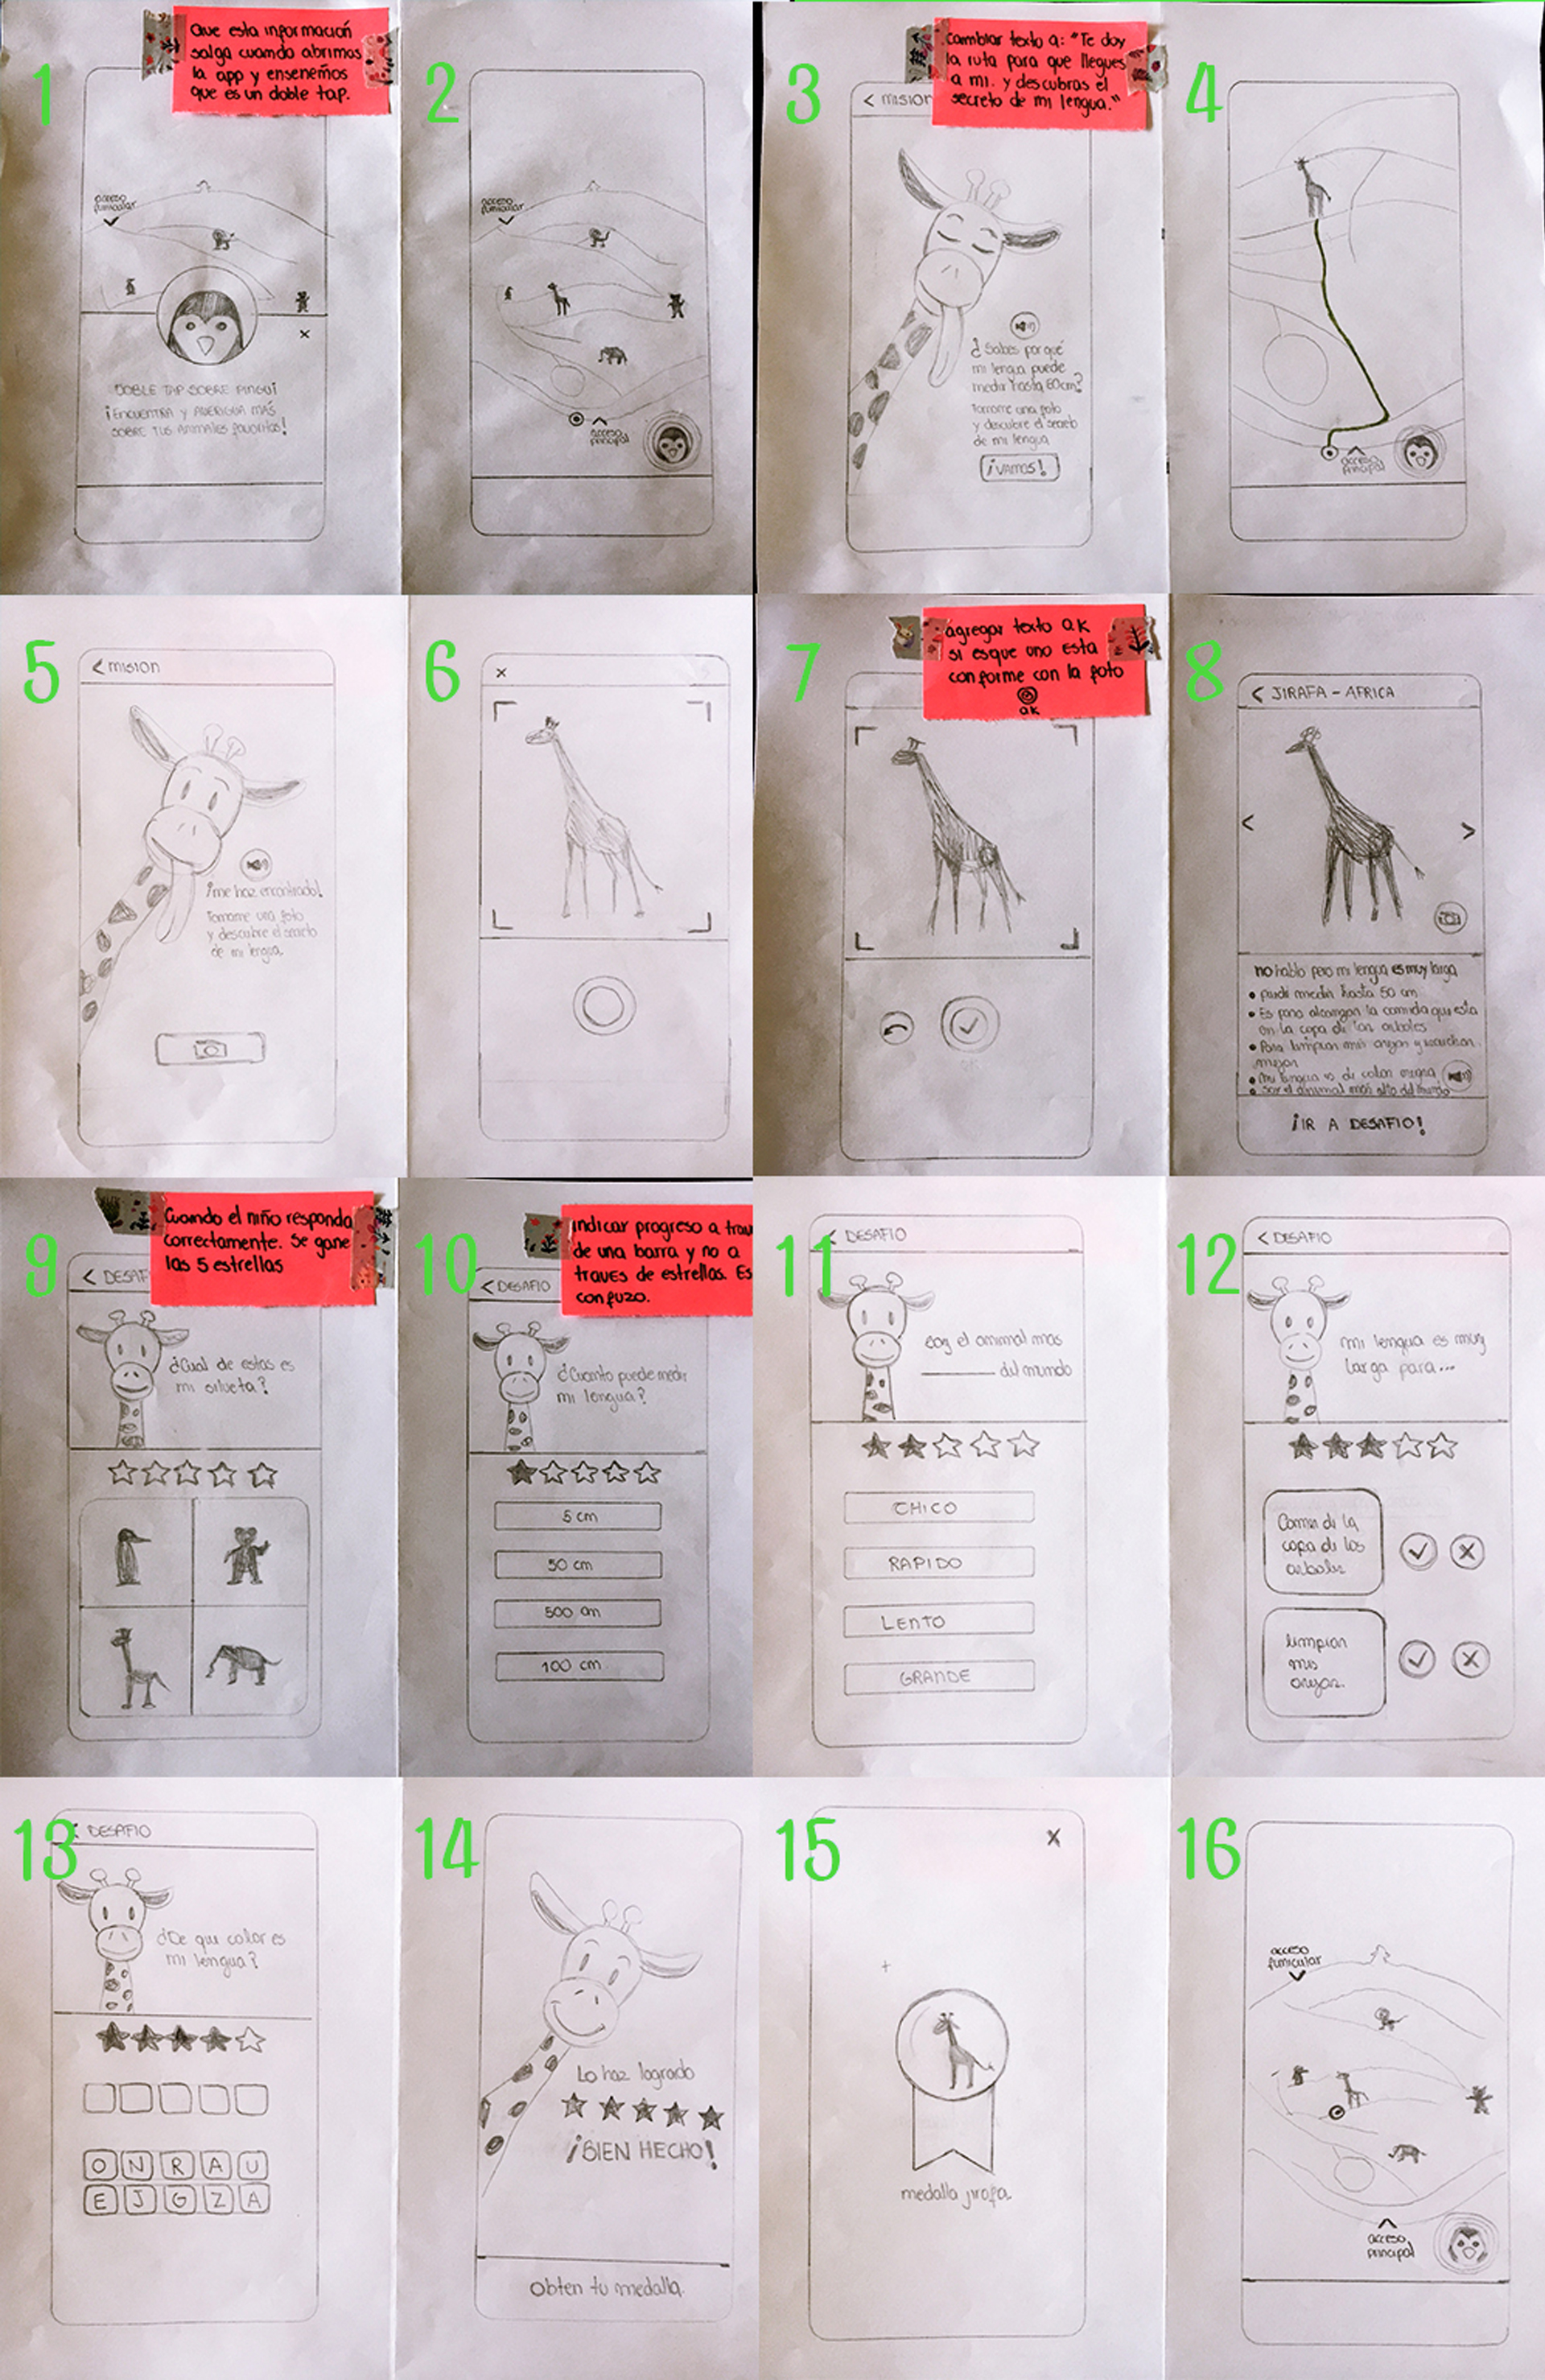 1
Que esta información
salga cuando abrimos
la app y enseñemos
que es un doble tap.
acceso
funicular
×
DOBLE TAP SOBRE PINGUI
¡ENCUENTRA Y AVERIGUA MÁS
SOBRE TUS ANIMALES FAVORITOS!
2
acceso
funicular
acceso
principal
3
Cambiar texto a: "Te doy
la ruta para que llegues
a mi. y descubras el
secreto de mi lengua."
< MISION
¿Sabes por qué
mi lengua puede
medir hasta 50cm?
Tomame una foto
y descubre el secreto
de mi lengua
¡VAMOS!
4
acceso
principal
5
< MISION
¡me haz encontrado!
Tomame una foto
y descubre el secreto
de mi lengua.
6
×
7
agregar texto ok
si esque uno esta
conforme con la foto
ok
8
< JIRAFA - AFRICA
<
>
no hablo pero mi lengua es muy larga
• puede medir hasta 50 cm
• Es para alcanzar la comida que esta
en la copa de los arboles
• Para limpiar mis orejas y escuchar
mejor
• Mi lengua es de color negra
• Soy el animal más alto del mundo
¡IR A DESAFIO!
9
Cuando el niño responda
correctamente. Se gane
las 5 estrellas
< DESAF
¿Cual de estas es
mi silueta?
10
Indicar progreso a trav
de una barra y no a
traves de estrellas. Es
confuzo.
< DESAFIO
¿Cuanto puede medir
mi lengua?
5 cm
50 cm
500 cm
100 cm
11
< DESAFIO
Soy el animal mas
_______ del mundo
CHICO
RAPIDO
LENTO
GRANDE
12
< DESAFIO
Mi lengua es muy
larga para...
Comer de la
copa de los
arboles
limpiar
mis
orejas.
13
< DESAFIO
¿De que color es
mi lengua?
O N R A U
E J G Z A
14
Lo haz logrado
¡BIEN HECHO!
Obten tu medalla.
15
X
medalla jirafa.
16
acceso
funicular
acceso
principal